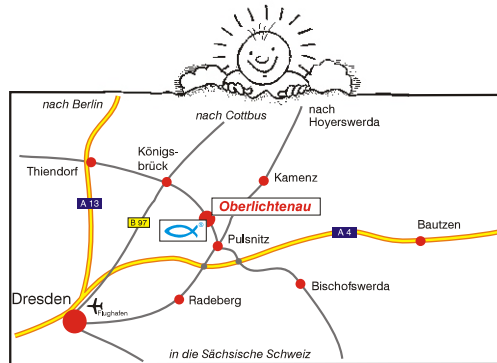 nach Berlin
nach Cottbus
nach
Hoyerswerda
Königs-
brück
Thiendorf
Kamenz
A 13
B 97
Oberlichtenau
®
Pulsnitz
A 4
Bautzen
Dresden
Flughafen
Radeberg
Bischofswerda
in die Sächsische Schweiz